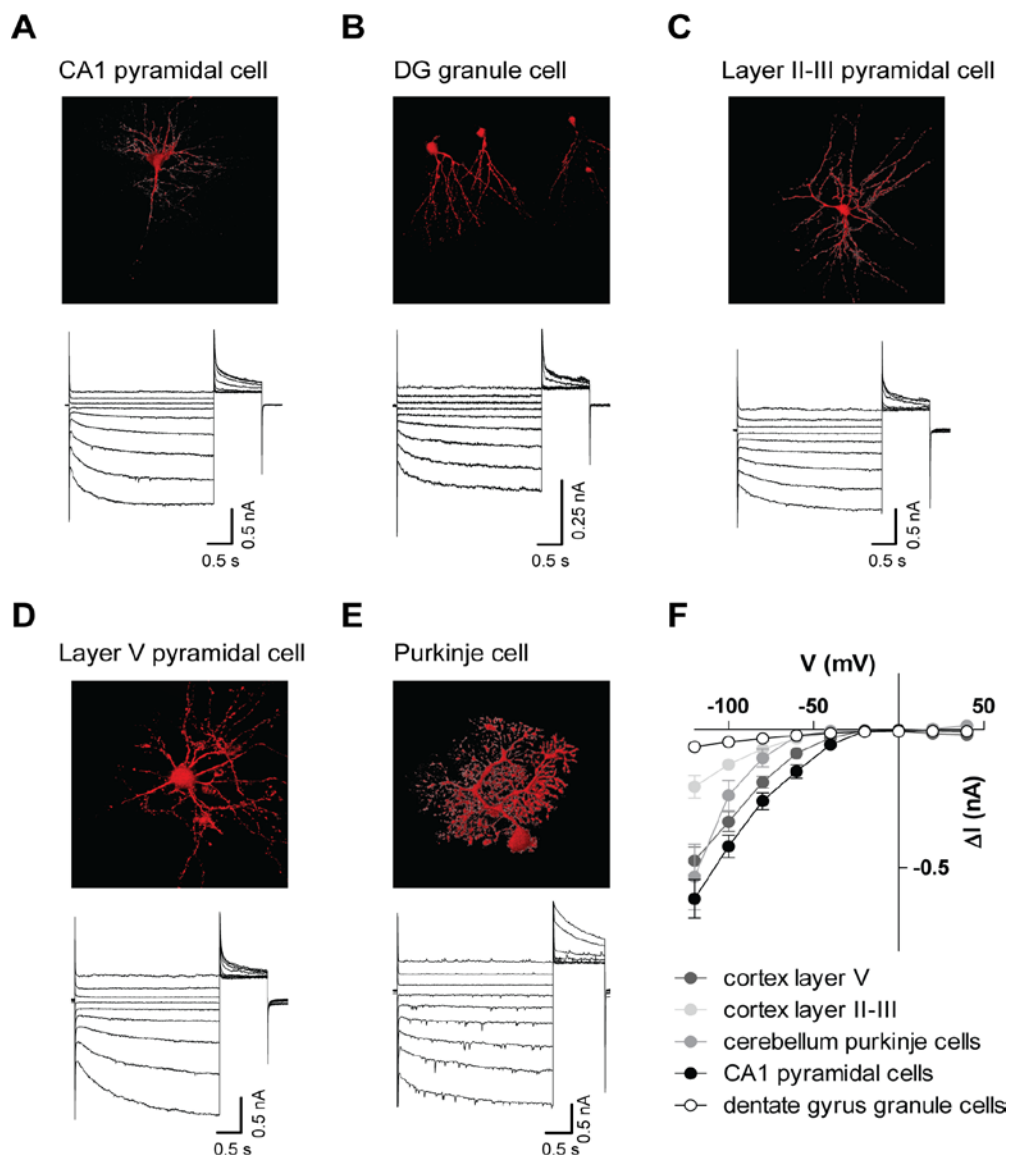 A
CA1 pyramidal cell
0.5 nA
0.5 s
B
DG granule cell
0.25 nA
0.5 s
C
Layer II-III pyramidal cell
0.5 nA
0.5 s
D
Layer V pyramidal cell
0.5 nA
0.5 s
E
Purkinje cell
0.5 nA
0.5 s
F
V (mV)
-100 -50 50
ΔI (nA)
-0.5
cortex layer V
cortex layer II-III
cerebellum purkinje cells
CA1 pyramidal cells
dentate gyrus granule cells